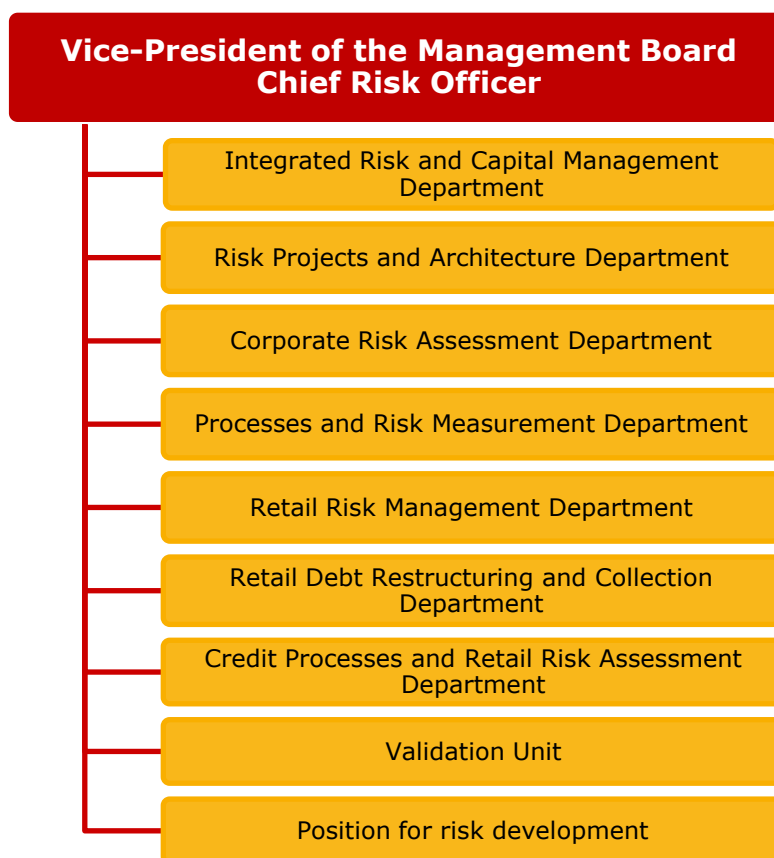 Vice-President of the Management Board
Chief Risk Officer
Integrated Risk and Capital Management
Department
Risk Projects and Architecture Department
Corporate Risk Assessment Department
Processes and Risk Measurement Department
Retail Risk Management Department
Retail Debt Restructuring and Collection
Department
Credit Processes and Retail Risk Assessment
Department
Validation Unit
Position for risk development